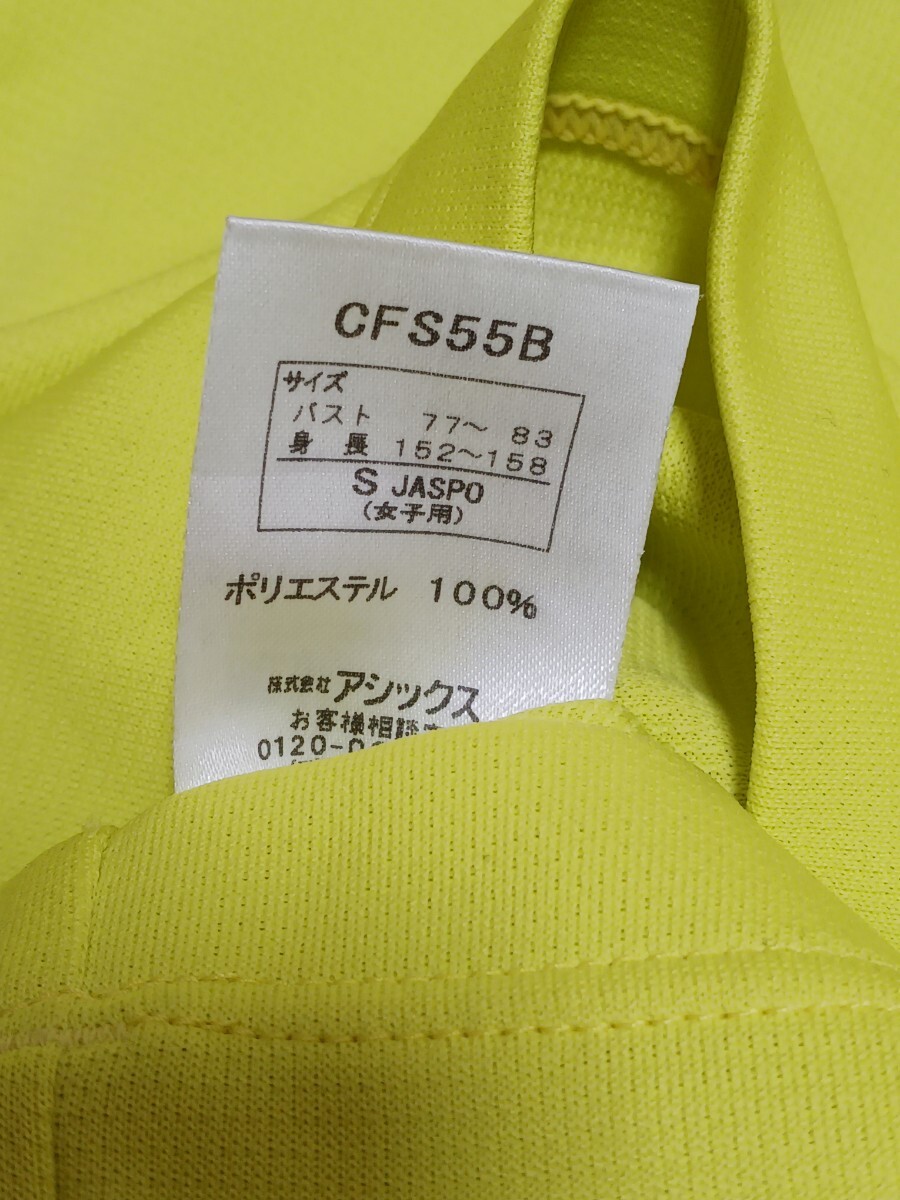 CFS55B
サイズ
バスト 77～ 83
身 長 152～158
S JASPO
(女子用)
ポリエステル 100%
株式会社アシックス
お客様相談
0120-0